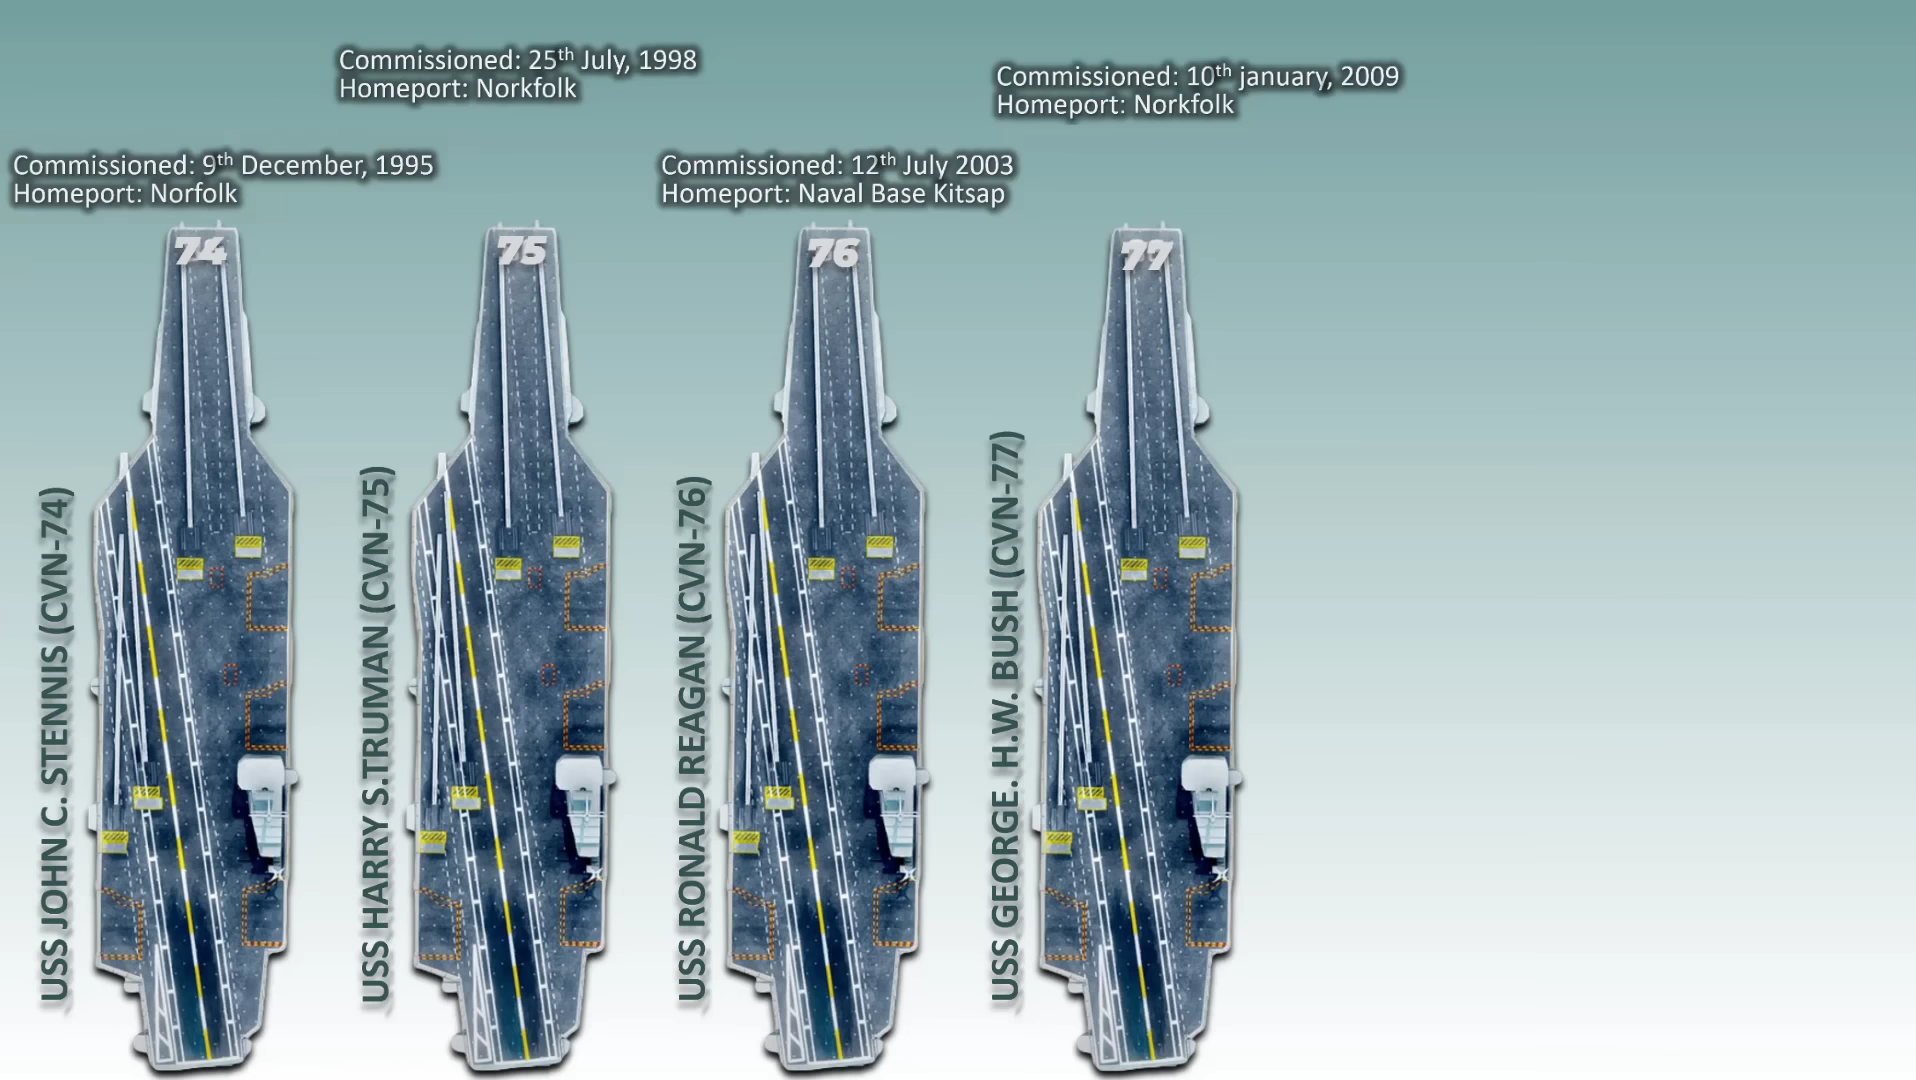 Commissioned: 25th July, 1998
Homeport: Norkfolk
Commissioned: 10th january, 2009
Homeport: Norkfolk
Commissioned: 9th December, 1995
Homeport: Norfolk
Commissioned: 12th July 2003
Homeport: Naval Base Kitsap
74
75
76
77
USS JOHN C. STENNIS (CVN-74)
USS HARRY S.TRUMAN (CVN-75)
USS RONALD REAGAN (CVN-76)
USS GEORGE. H.W. BUSH (CVN-77)